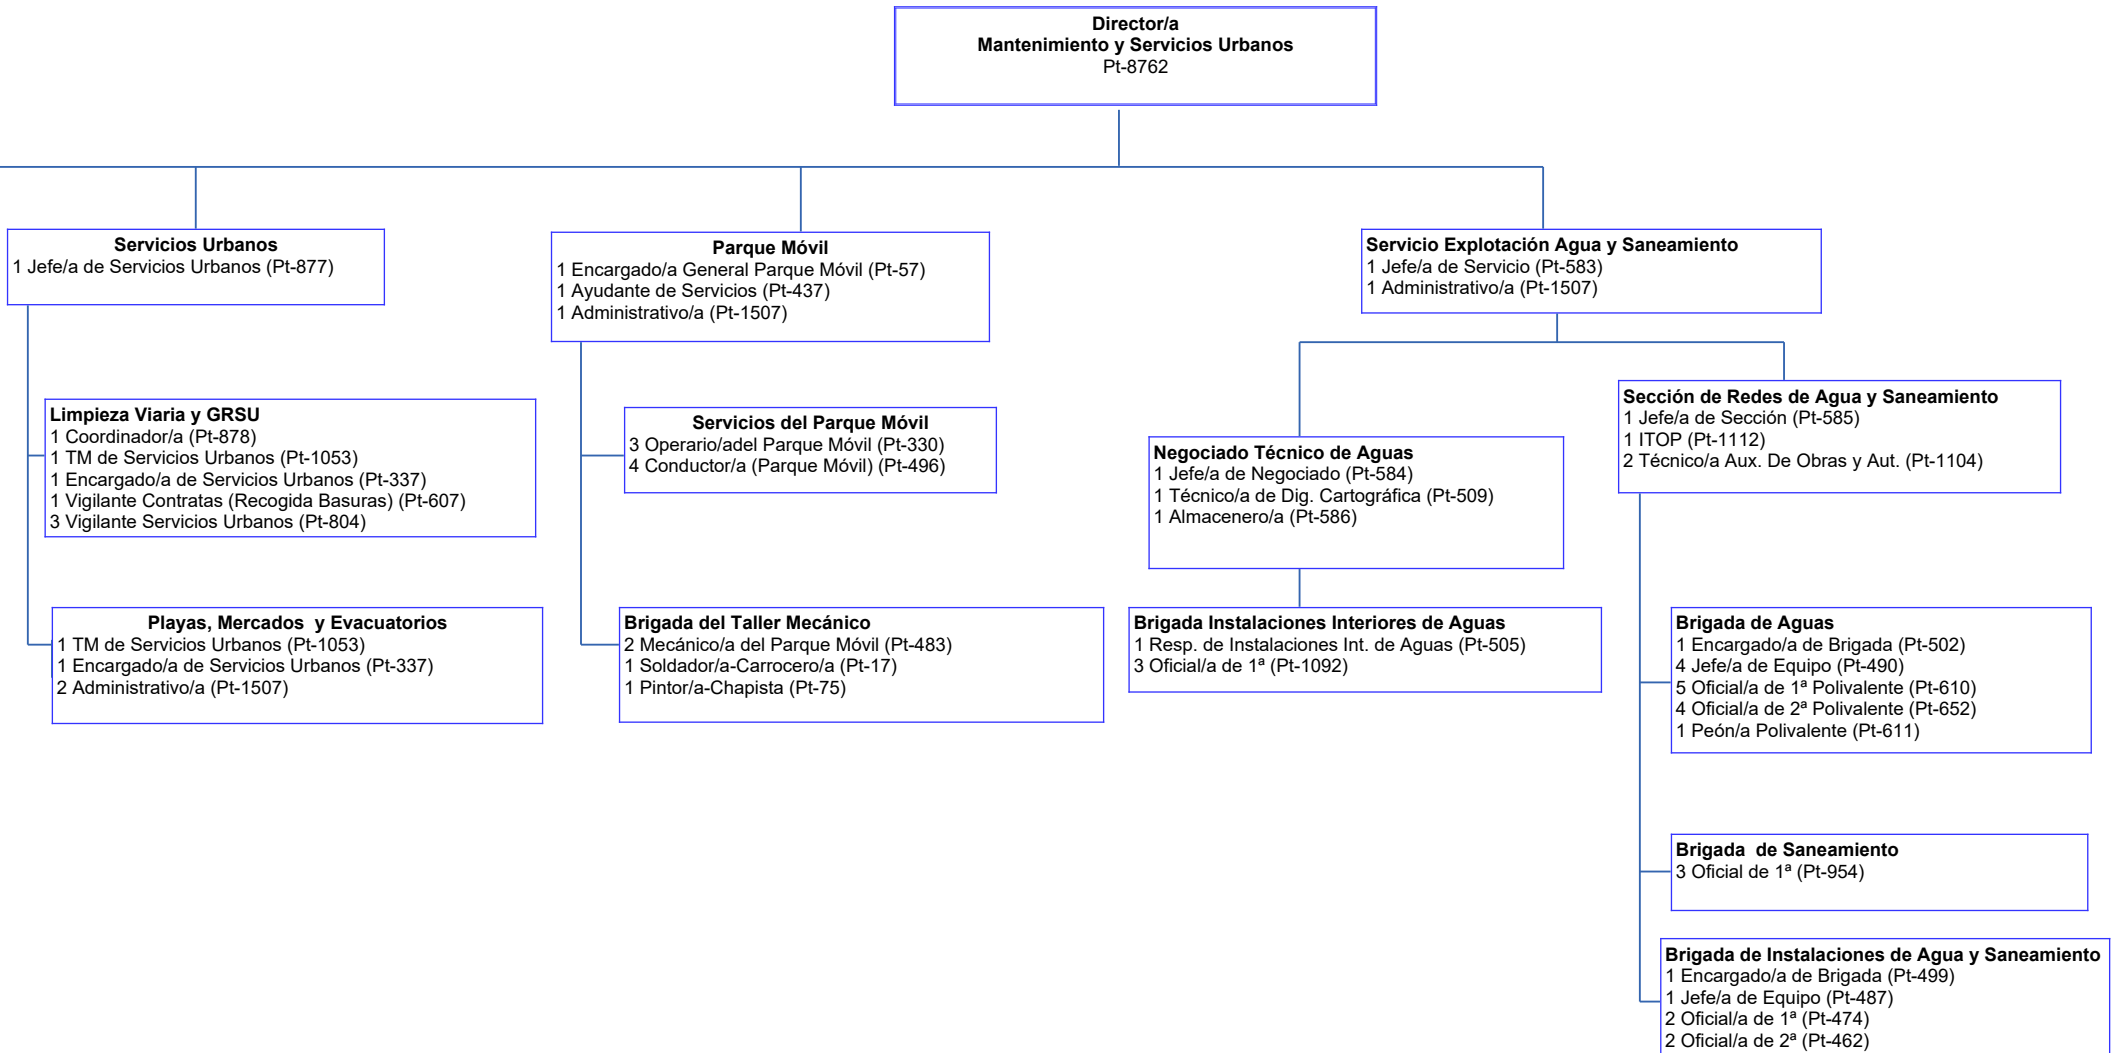 Director/a
Mantenimiento y Servicios Urbanos
Pt-8762
Servicios Urbanos
1 Jefe/a de Servicios Urbanos (Pt-877)
Parque Móvil
1 Encargado/a General Parque Móvil (Pt-57)
1 Ayudante de Servicios (Pt-437)
1 Administrativo/a (Pt-1507)
Servicio Explotación Agua y Saneamiento
1 Jefe/a de Servicio (Pt-583)
1 Administrativo/a (Pt-1507)
Limpieza Viaria y GRSU
1 Coordinador/a (Pt-878)
1 TM de Servicios Urbanos (Pt-1053)
1 Encargado/a de Servicios Urbanos (Pt-337)
1 Vigilante Contratas (Recogida Basuras) (Pt-607)
3 Vigilante Servicios Urbanos (Pt-804)
Servicios del Parque Móvil
3 Operario/adel Parque Móvil (Pt-330)
4 Conductor/a (Parque Móvil) (Pt-496)
Negociado Técnico de Aguas
1 Jefe/a de Negociado (Pt-584)
1 Técnico/a de Dig. Cartográfica (Pt-509)
1 Almacenero/a (Pt-586)
Sección de Redes de Agua y Saneamiento
1 Jefe/a de Sección (Pt-585)
1 ITOP (Pt-1112)
2 Técnico/a Aux. De Obras y Aut. (Pt-1104)
Playas, Mercados  y Evacuatorios
1 TM de Servicios Urbanos (Pt-1053)
1 Encargado/a de Servicios Urbanos (Pt-337)
2 Administrativo/a (Pt-1507)
Brigada del Taller Mecánico
2 Mecánico/a del Parque Móvil (Pt-483)
1 Soldador/a-Carrocero/a (Pt-17)
1 Pintor/a-Chapista (Pt-75)
Brigada Instalaciones Interiores de Aguas
1 Resp. de Instalaciones Int. de Aguas (Pt-505)
3 Oficial/a de 1ª (Pt-1092)
Brigada de Aguas
1 Encargado/a de Brigada (Pt-502)
4 Jefe/a de Equipo (Pt-490)
5 Oficial/a de 1ª Polivalente (Pt-610)
4 Oficial/a de 2ª Polivalente (Pt-652)
1 Peón/a Polivalente (Pt-611)
Brigada  de Saneamiento
3 Oficial de 1ª (Pt-954)
Brigada de Instalaciones de Agua y Saneamiento
1 Encargado/a de Brigada (Pt-499)
1 Jefe/a de Equipo (Pt-487)
2 Oficial/a de 1ª (Pt-474)
2 Oficial/a de 2ª (Pt-462)